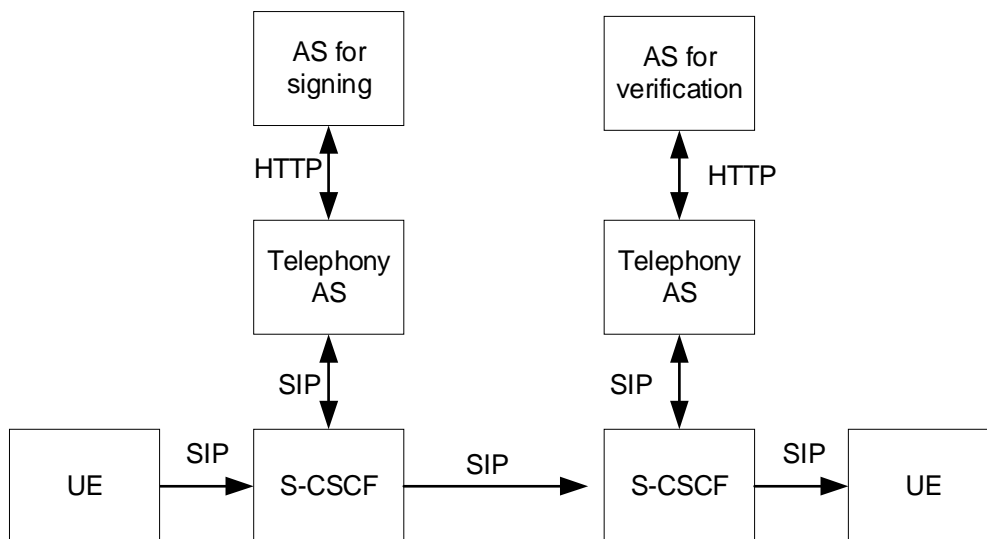 AS for
signing
AS for
verification
HTTP
HTTP
Telephony
AS
Telephony
AS
SIP
SIP
UE
SIP
S-CSCF
SIP
S-CSCF
SIP
UE